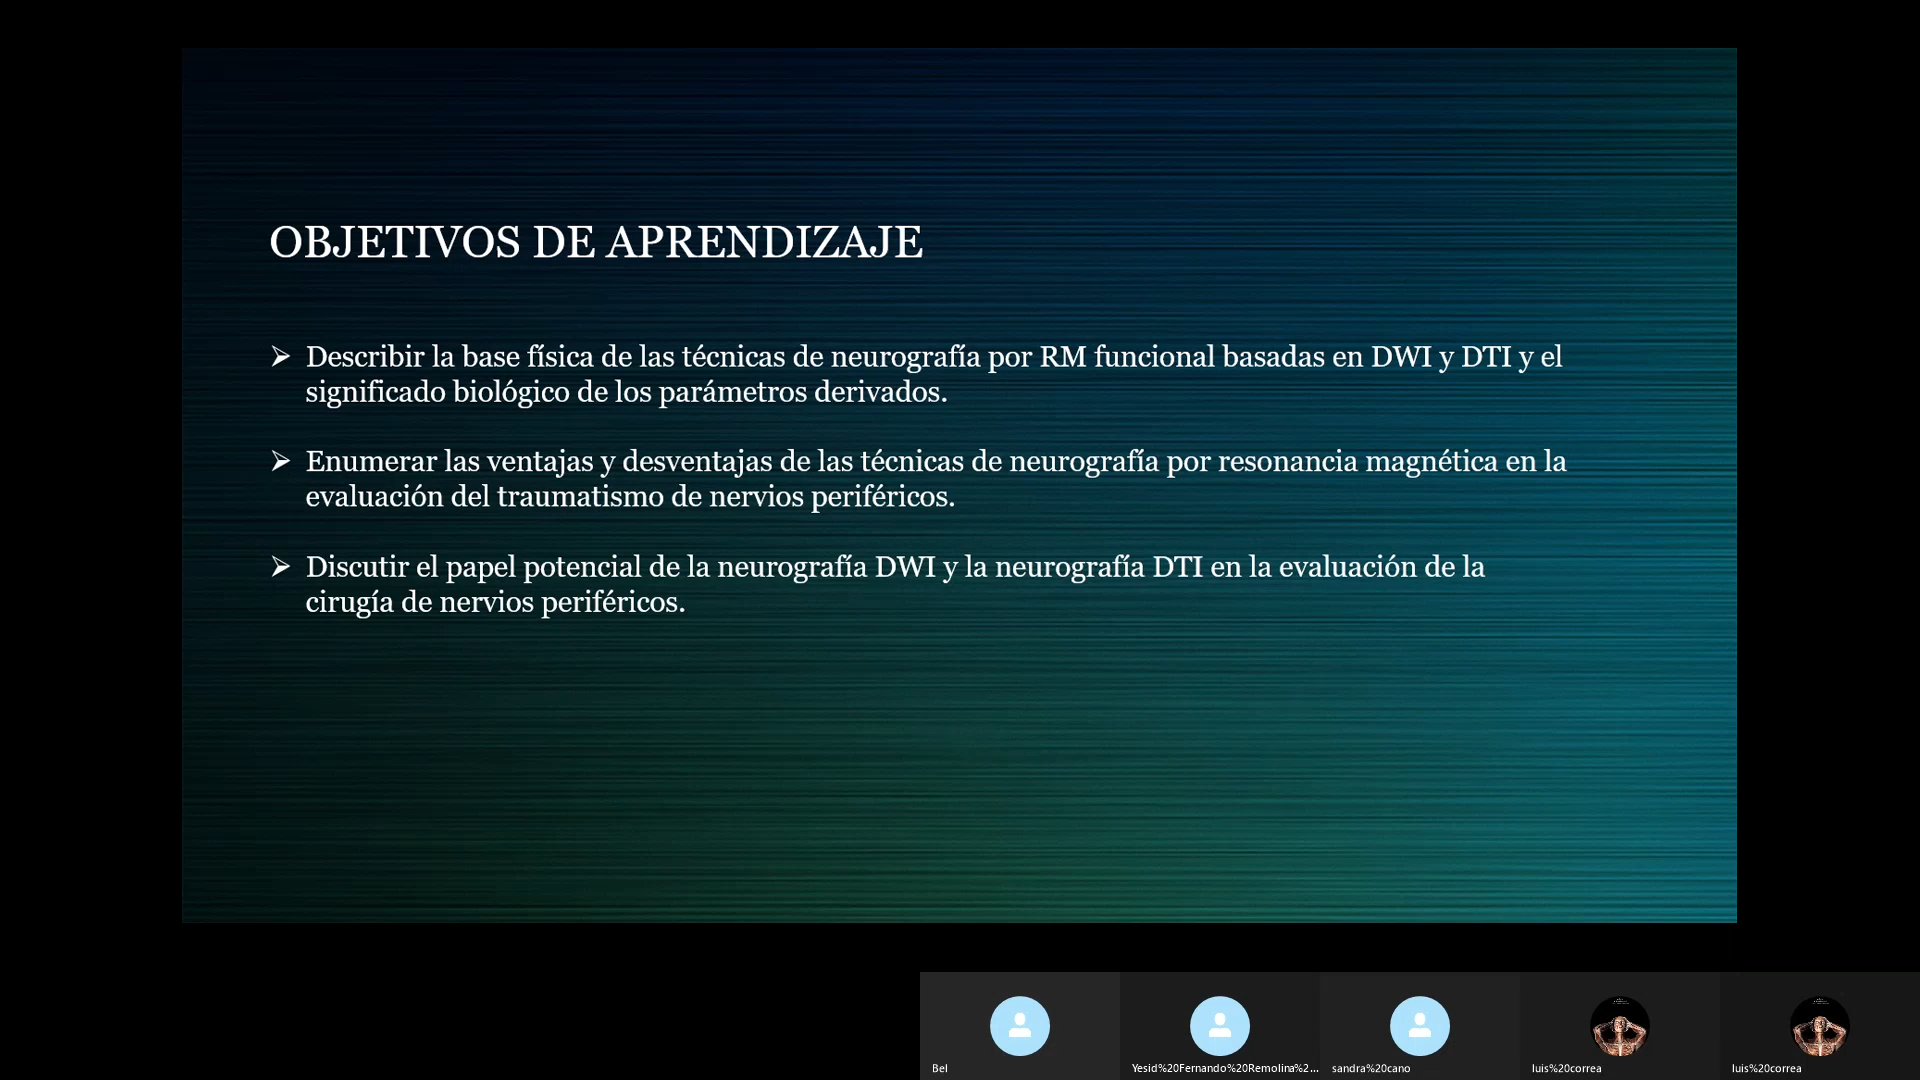 OBJETIVOS DE APRENDIZAJE
➢ Describir la base física de las técnicas de neurografía por RM funcional basadas en DWI y DTI y el
significado biológico de los parámetros derivados.
➢ Enumerar las ventajas y desventajas de las técnicas de neurografía por resonancia magnética en la
evaluación del traumatismo de nervios periféricos.
➢ Discutir el papel potencial de la neurografía DWI y la neurografía DTI en la evaluación de la
cirugía de nervios periféricos.
Bel
Yesid%20Fernando%20Remolina%2...
sandra%20cano
luis%20correa
luis%20correa